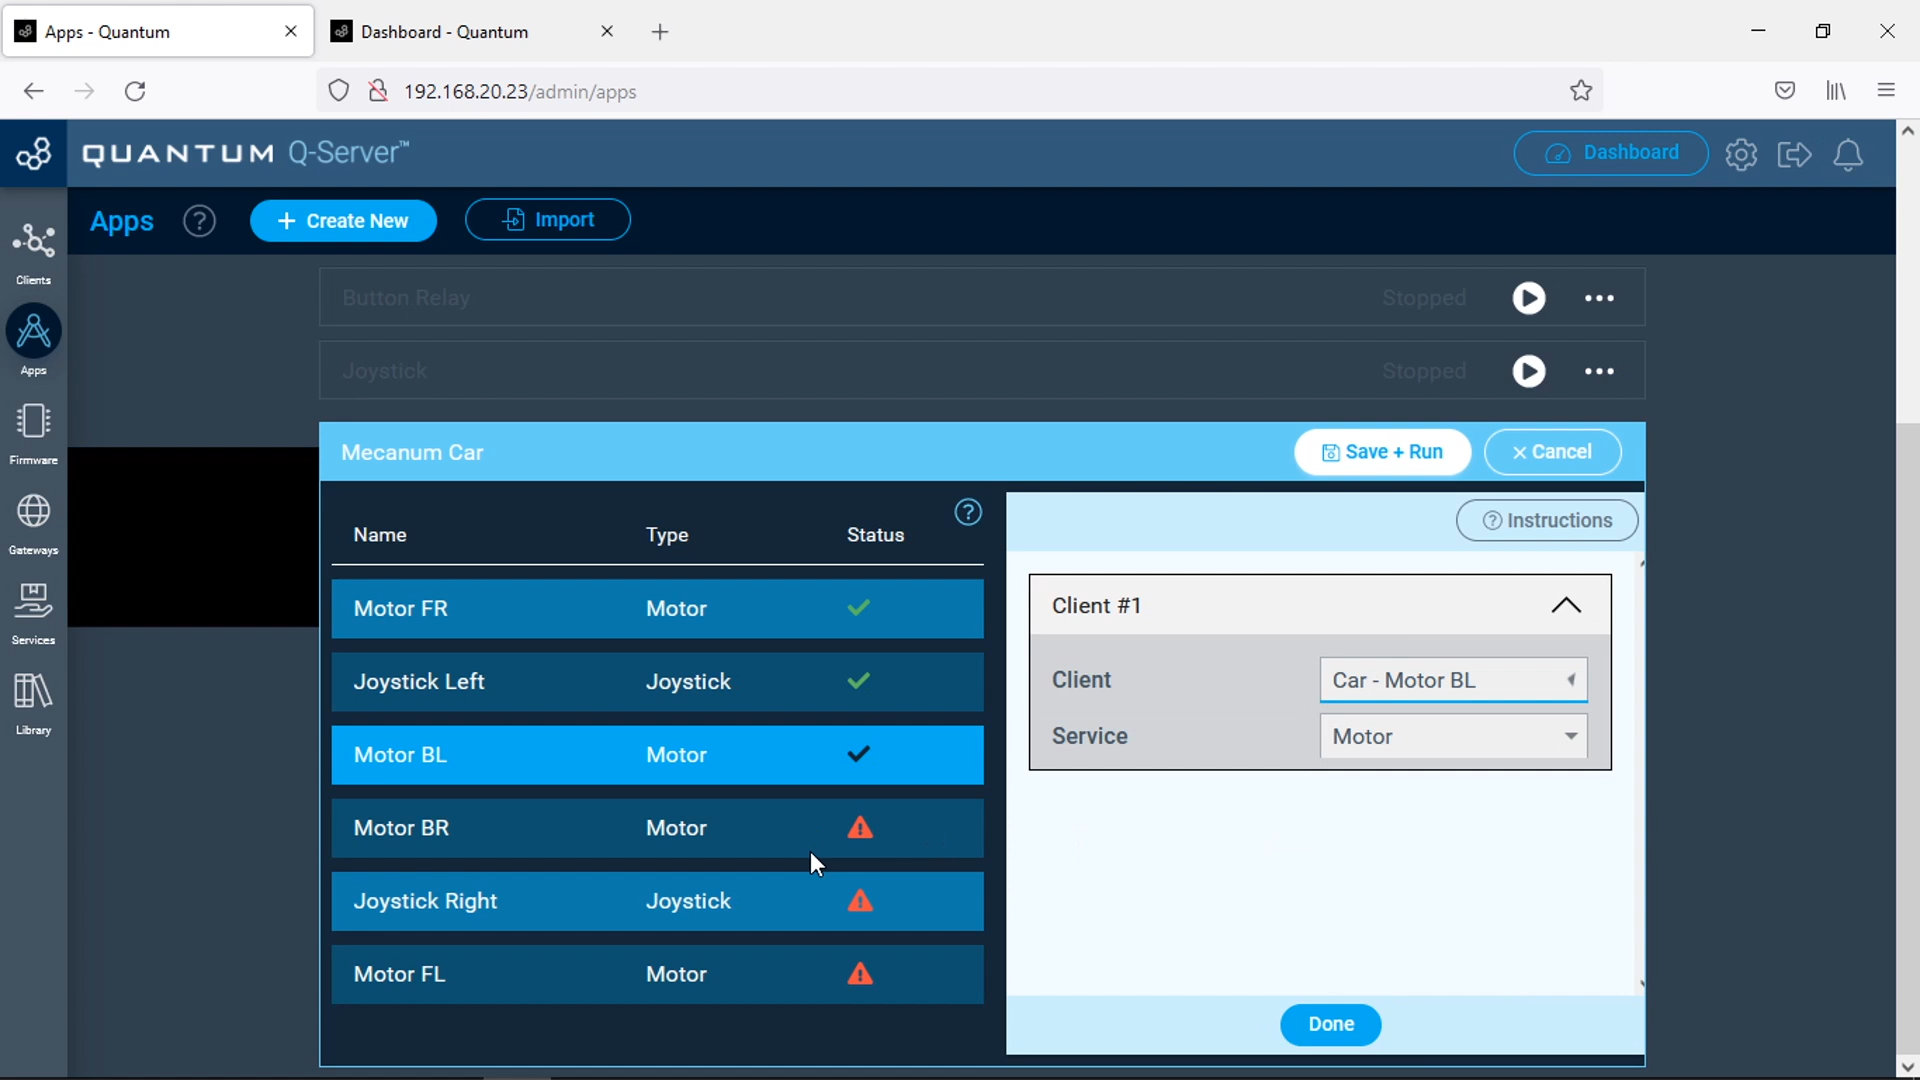 Apps - Quantum
Dashboard - Quantum
192.168.20.23/admin/apps
QUANTUM Q-Server™
Dashboard
Apps
+ Create New
Import
Clients
Apps
Firmware
Gateways
Services
Library
Button Relay Stopped
Joystick Stopped
Mecanum Car
Save + Run
× Cancel
Name Type Status
Motor FR Motor
Joystick Left Joystick
Motor BL Motor
Motor BR Motor
Joystick Right Joystick
Motor FL Motor
Instructions
Client #1
Client Car - Motor BL
Service Motor
Done